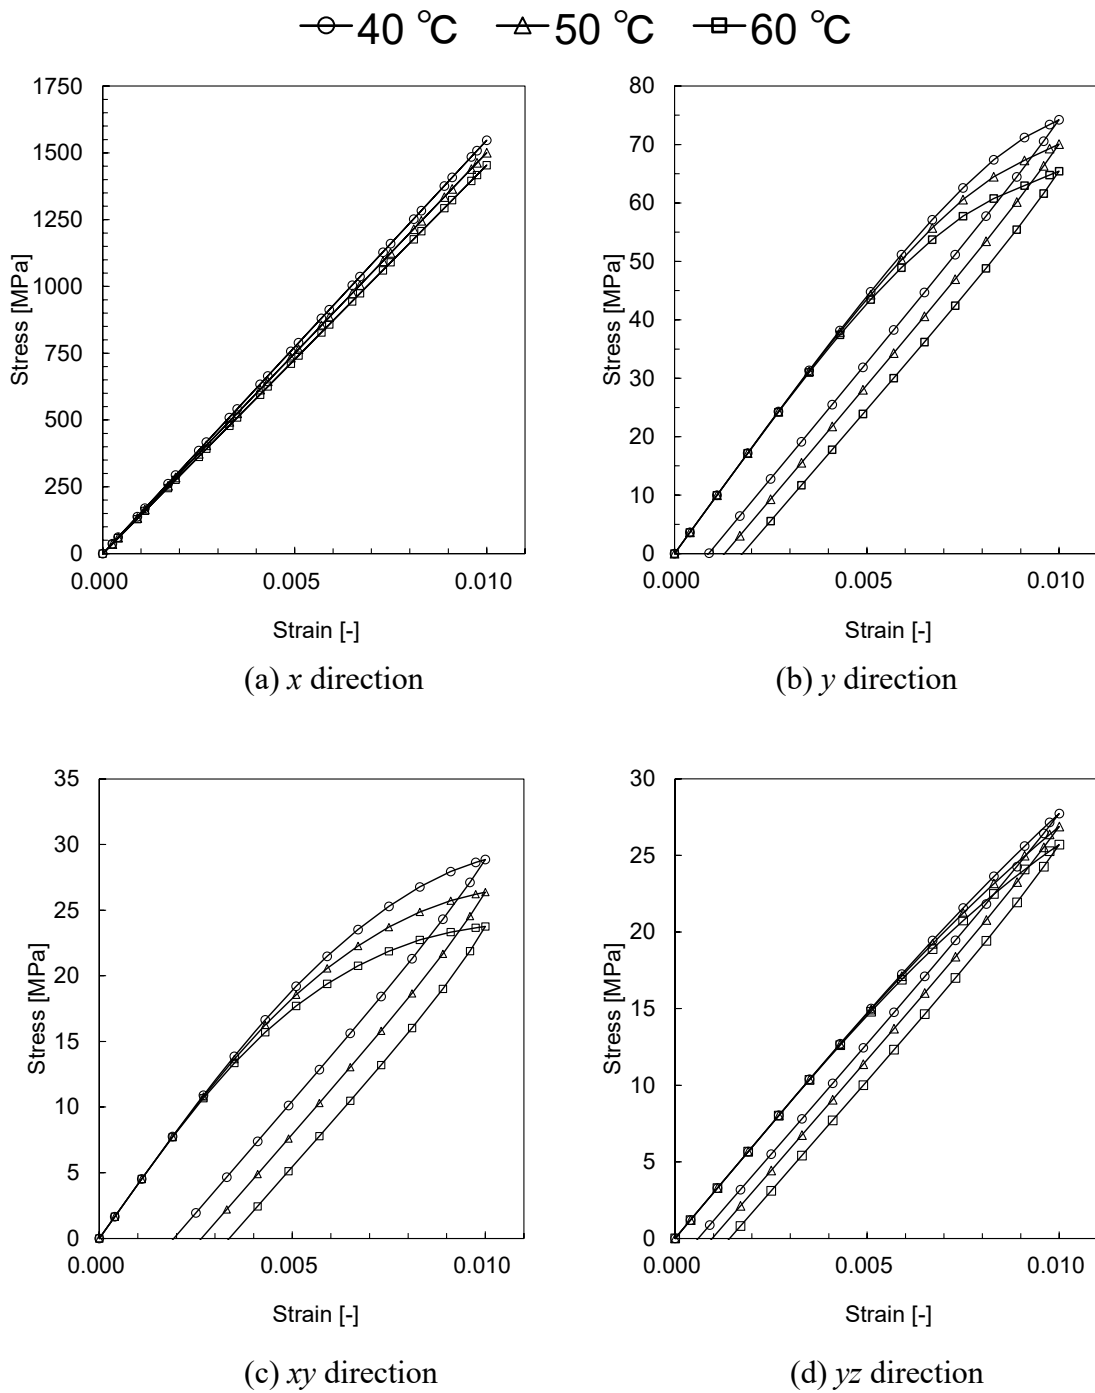 40 ℃ 50 ℃ 60 ℃
1750
1500
1250
1000
750
500
250
0
0.000 0.005 0.010
Stress [MPa]
Strain [-]
(a) x direction
80
70
60
50
40
30
20
10
0
0.000 0.005 0.010
Stress [MPa]
Strain [-]
(b) y direction
35
30
25
20
15
10
5
0
0.000 0.005 0.010
Stress [MPa]
Strain [-]
(c) xy direction
30
25
20
15
10
5
0
0.000 0.005 0.010
Stress [MPa]
Strain [-]
(d) yz direction